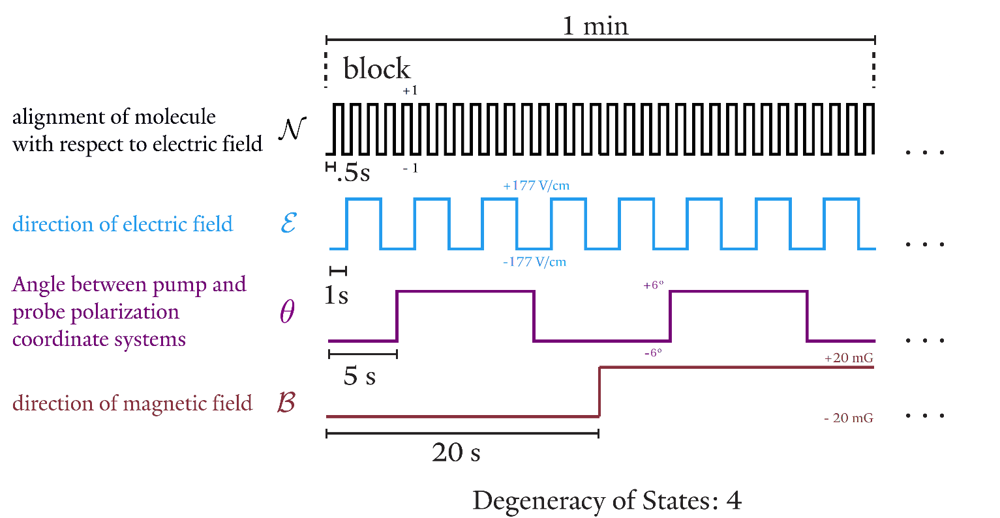 1 min
block
+1
alignment of molecule
with respect to electric field
𝒩
.5s
- 1
+177 V/cm
direction of electric field
ℰ
. . .
-177 V/cm
1s
Angle between pump and
probe polarization
coordinate systems
θ
+6°
-6°
. . .
5 s
+20 mG
direction of magnetic field
ℬ
- 20 mG
. . .
20 s
Degeneracy of States: 4